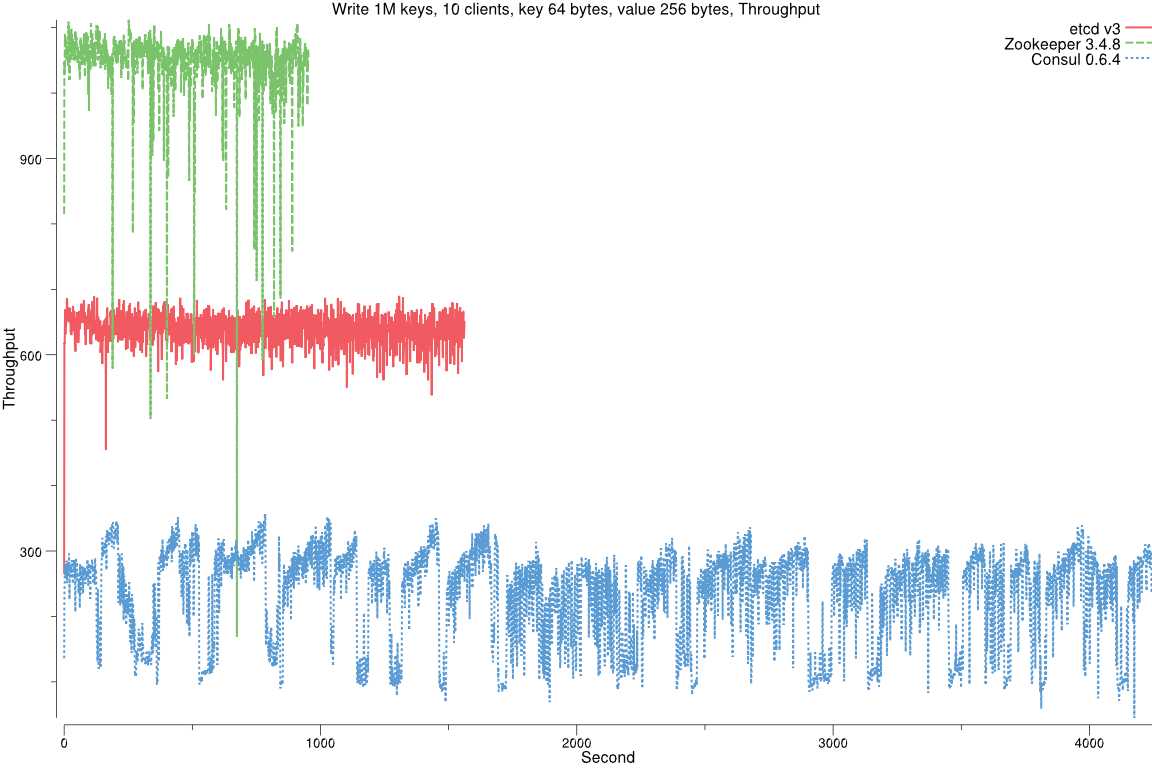 Write 1M keys, 10 clients, key 64 bytes, value 256 bytes, Throughput
etcd v3
Zookeeper 3.4.8
Consul 0.6.4
900
600
300
Throughput
0 1000 2000 3000 4000
Second